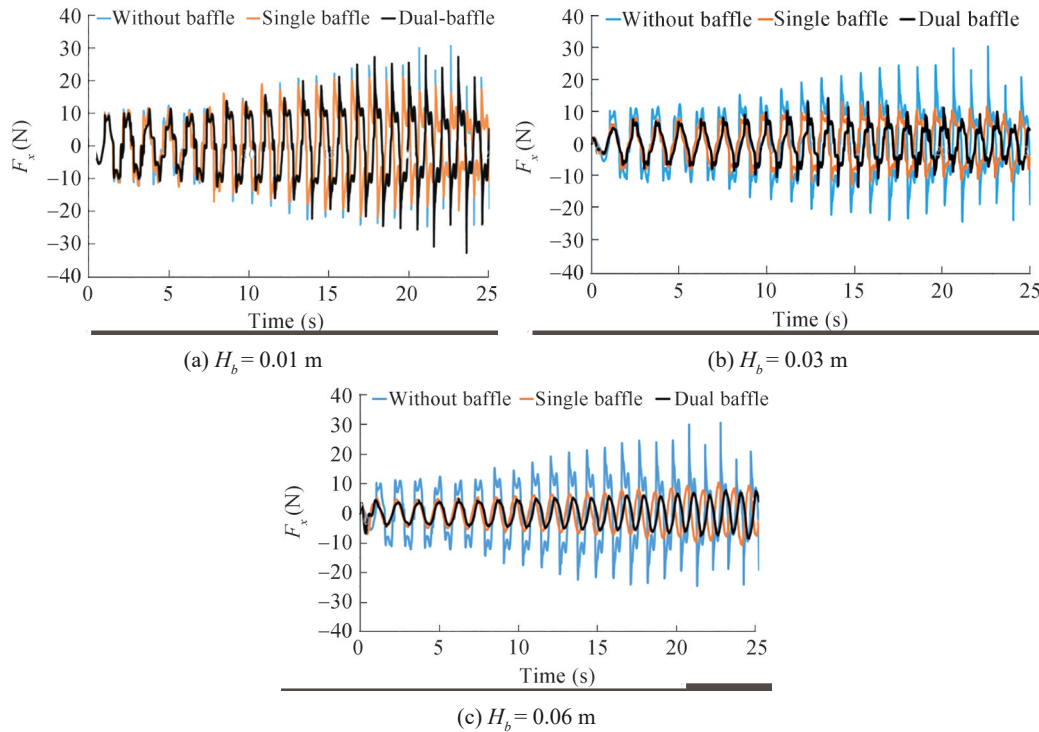 Without baffle Single baffle Dual-baffle
40
30
20
10
0
−10
−20
−30
−40
F_x (N)
0 5 10 15 20 25
Time (s)
(a) H_b = 0.01 m
Without baffle Single baffle Dual baffle
40
30
20
10
0
−10
−20
−30
−40
F_x (N)
0 5 10 15 20 25
Time (s)
(b) H_b = 0.03 m
Without baffle Single baffle Dual baffle
40
30
20
10
0
−10
−20
−30
−40
F_x (N)
0 5 10 15 20 25
Time (s)
(c) H_b = 0.06 m